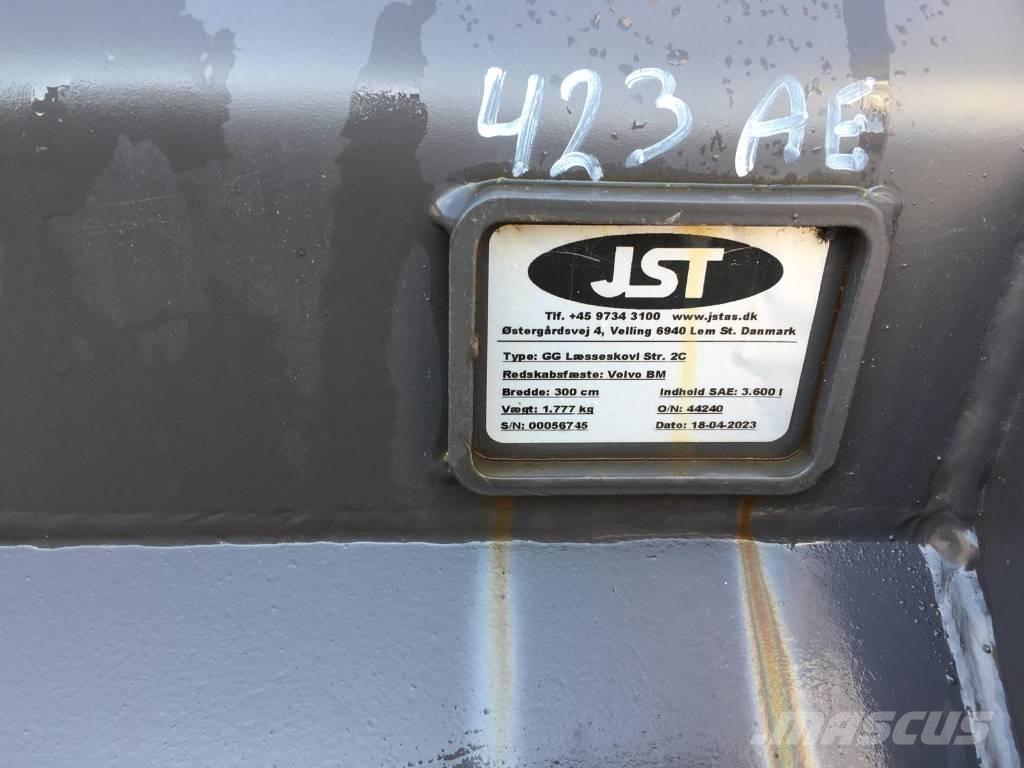 423 AE
JST
Tlf. +45 9734 3100 www.jstas.dk
Østergårdsvej 4, Velling 6940 Lem St. Danmark
Type: GG Læsseskovl Str. 2C
Redskabsfæste: Volvo BM
Bredde: 300 cm Indhold SAE: 3.600 l
Vægt: 1.777 kg O/N: 44240
S/N: 00056745 Dato: 18-04-2023
MASCUS